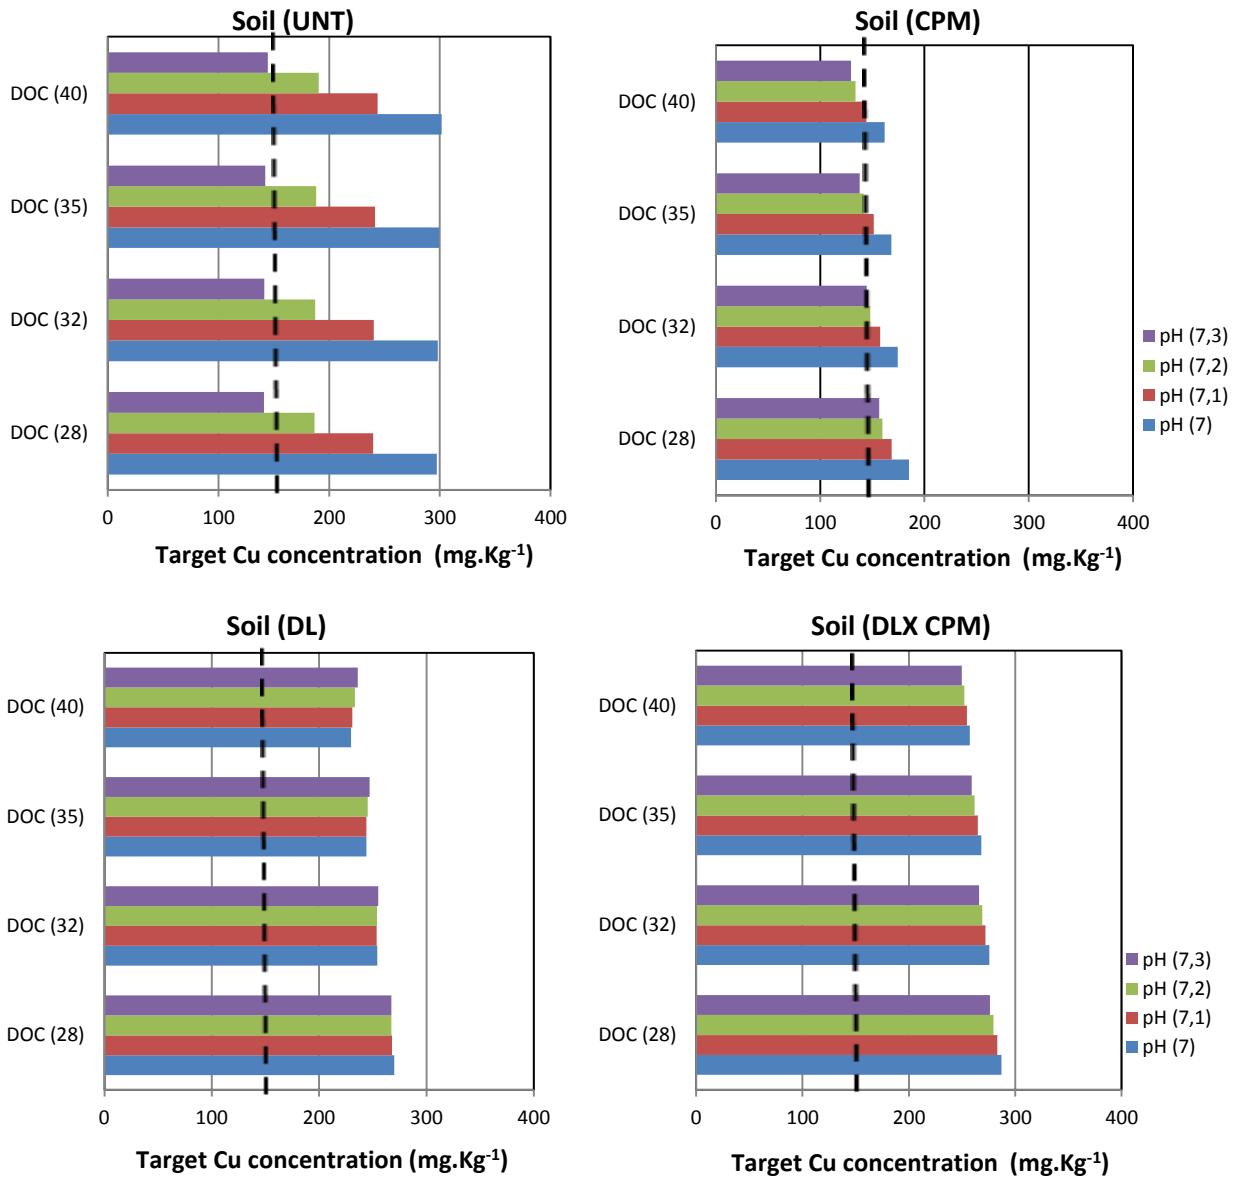 Soil (UNT)
DOC (40)
DOC (35)
DOC (32)
DOC (28)
0 100 200 300 400
Target Cu concentration (mg.Kg⁻¹)
Soil (CPM)
DOC (40)
DOC (35)
DOC (32)
DOC (28)
0 100 200 300 400
Target Cu concentration (mg.Kg⁻¹)
pH (7,3)
pH (7,2)
pH (7,1)
pH (7)
Soil (DL)
DOC (40)
DOC (35)
DOC (32)
DOC (28)
0 100 200 300 400
Target Cu concentration (mg.Kg⁻¹)
Soil (DLX CPM)
DOC (40)
DOC (35)
DOC (32)
DOC (28)
0 100 200 300 400
Target Cu concentration (mg.Kg⁻¹)
pH (7,3)
pH (7,2)
pH (7,1)
pH (7)